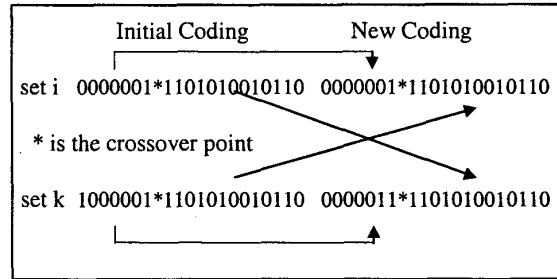 Initial Coding New Coding
set i 0000001*1101010010110 0000001*1101010010110
* is the crossover point
set k 1000001*1101010010110 0000011*1101010010110